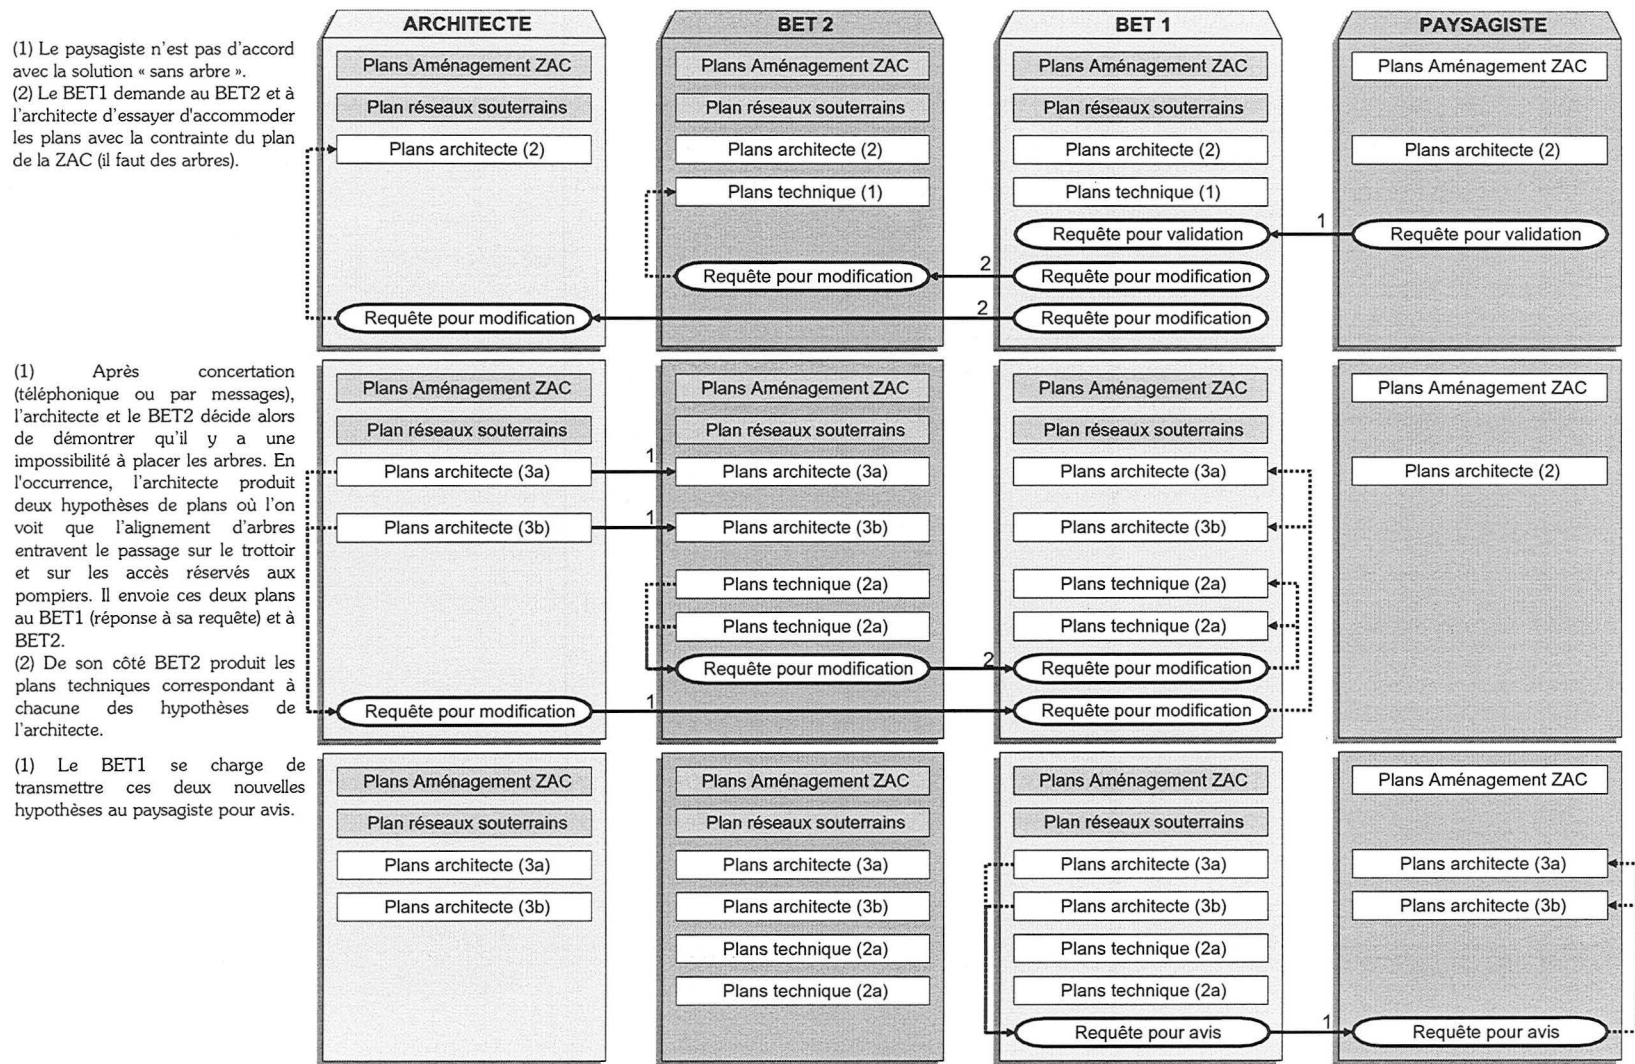 ARCHITECTE
BET 2
BET 1
PAYSAGISTE
(1) Le paysagiste n'est pas d'accord
avec la solution « sans arbre ».
(2) Le BET1 demande au BET2 et à
l'architecte d'essayer d'accommoder
les plans avec la contrainte du plan
de la ZAC (il faut des arbres).
Plans Aménagement ZAC
Plan réseaux souterrains
Plans architecte (2)
Requête pour modification
Plans Aménagement ZAC
Plan réseaux souterrains
Plans architecte (2)
Plans technique (1)
Requête pour modification
Plans Aménagement ZAC
Plan réseaux souterrains
Plans architecte (2)
Plans technique (1)
Requête pour validation
Requête pour modification
Requête pour modification
Plans Aménagement ZAC
Plans architecte (2)
Requête pour validation
1
2
2
(1) Après concertation
(téléphonique ou par messages),
l'architecte et le BET2 décide alors
de démontrer qu'il y a une
impossibilité à placer les arbres. En
l'occurrence, l'architecte produit
deux hypothèses de plans où l'on
voit que l'alignement d'arbres
entravent le passage sur le trottoir
et sur les accès réservés aux
pompiers. Il envoie ces deux plans
au BET1 (réponse à sa requête) et à
BET2.
(2) De son côté BET2 produit les
plans techniques correspondant à
chacune des hypothèses de
l'architecte.
Plans Aménagement ZAC
Plan réseaux souterrains
Plans architecte (3a)
Plans architecte (3b)
Requête pour modification
Plans Aménagement ZAC
Plan réseaux souterrains
Plans architecte (3a)
Plans architecte (3b)
Plans technique (2a)
Plans technique (2a)
Requête pour modification
Plans Aménagement ZAC
Plan réseaux souterrains
Plans architecte (3a)
Plans architecte (3b)
Plans technique (2a)
Plans technique (2a)
Requête pour modification
Requête pour modification
Plans Aménagement ZAC
Plans architecte (2)
1
1
2
1
(1) Le BET1 se charge de
transmettre ces deux nouvelles
hypothèses au paysagiste pour avis.
Plans Aménagement ZAC
Plan réseaux souterrains
Plans architecte (3a)
Plans architecte (3b)
Plans Aménagement ZAC
Plan réseaux souterrains
Plans architecte (3a)
Plans architecte (3b)
Plans technique (2a)
Plans technique (2a)
Plans Aménagement ZAC
Plan réseaux souterrains
Plans architecte (3a)
Plans architecte (3b)
Plans technique (2a)
Plans technique (2a)
Requête pour avis
Plans Aménagement ZAC
Plans architecte (3a)
Plans architecte (3b)
Requête pour avis
1